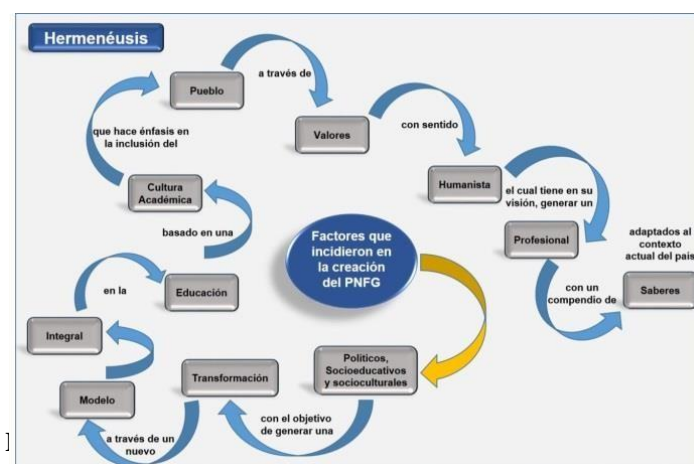 Hermenéusis
Factores que
incidieron en
la creación
del PNFG
Políticos,
Socioeducativos
y socioculturales
con el objetivo
de generar una
Transformación
a través de un
nuevo
Modelo
Integral
en la
Educación
basado en una
Cultura
Académica
que hace énfasis en
la inclusión del
Pueblo
a través de
Valores
con sentido
Humanista
el cual tiene en su
visión, generar un
Profesional
con un
compendio de
Saberes
adaptados al
contexto
actual del país